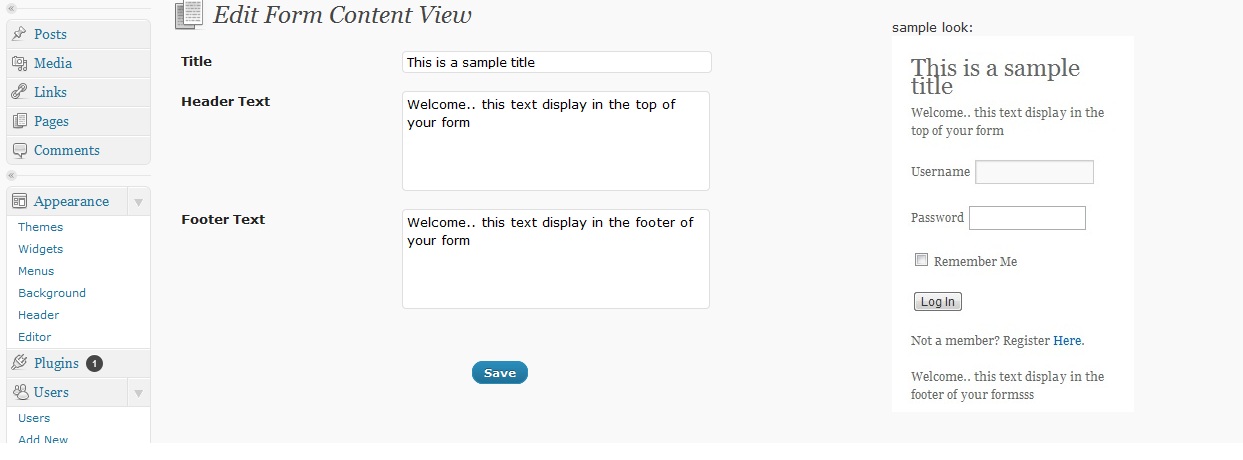 Posts
Media
Links
Pages
Comments
Appearance
Themes
Widgets
Menus
Background
Header
Editor
Plugins 1
Users
Users
Add New
Edit Form Content View
Title
This is a sample title
Header Text
Welcome.. this text display in the top of
your form
Footer Text
Welcome.. this text display in the footer of
your form
Save
sample look:
This is a sample
title
Welcome.. this text display in the
top of your form
Username
Password
Remember Me
Log In
Not a member? Register Here.
Welcome.. this text display in the
footer of your formsss